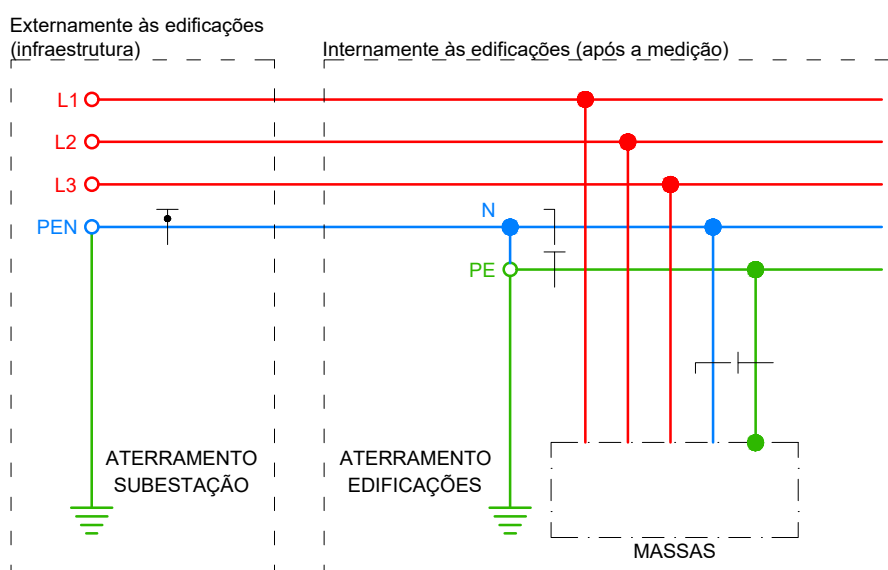 Externamente às edificações
(infraestrutura)
Internamente às edificações (após a medição)
L1
L2
L3
PEN
N
PE
ATERRAMENTO
SUBESTAÇÃO
ATERRAMENTO
EDIFICAÇÕES
MASSAS